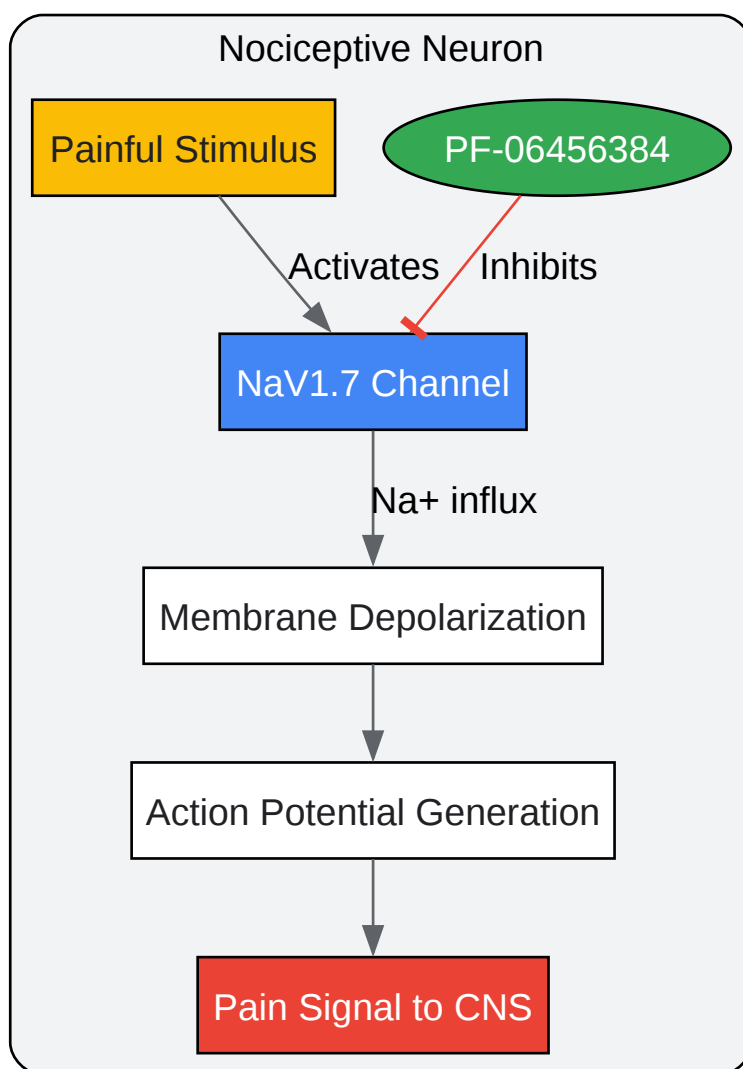 Nociceptive Neuron
Painful Stimulus
PF-06456384
Activates
Inhibits
NaV1.7 Channel
Na+ influx
Membrane Depolarization
Action Potential Generation
Pain Signal to CNS